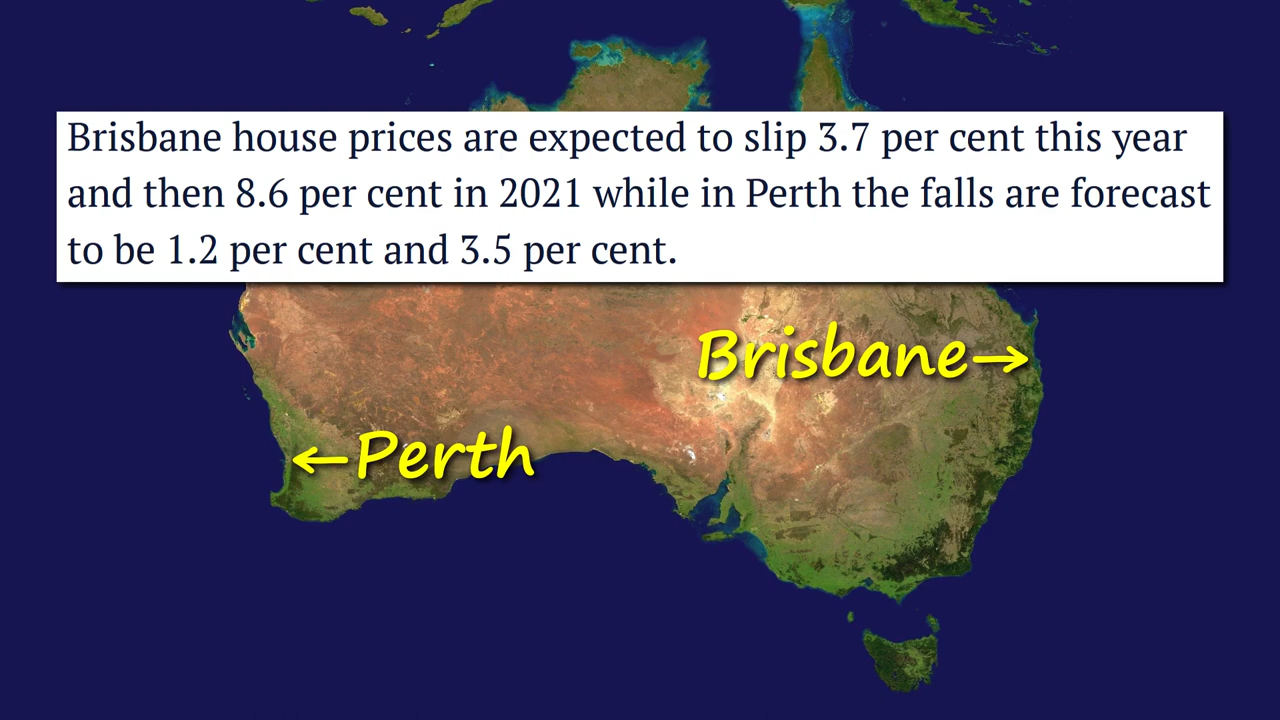 Brisbane house prices are expected to slip 3.7 per cent this year
and then 8.6 per cent in 2021 while in Perth the falls are forecast
to be 1.2 per cent and 3.5 per cent.
Brisbane→
←Perth